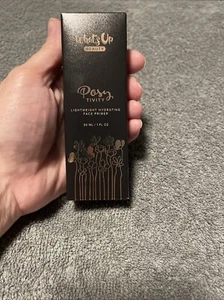 What's Up
BEAUTY
Posy
TIVITY
LIGHTWEIGHT HYDRATING
FACE PRIMER
30 ML / 1 FL OZ